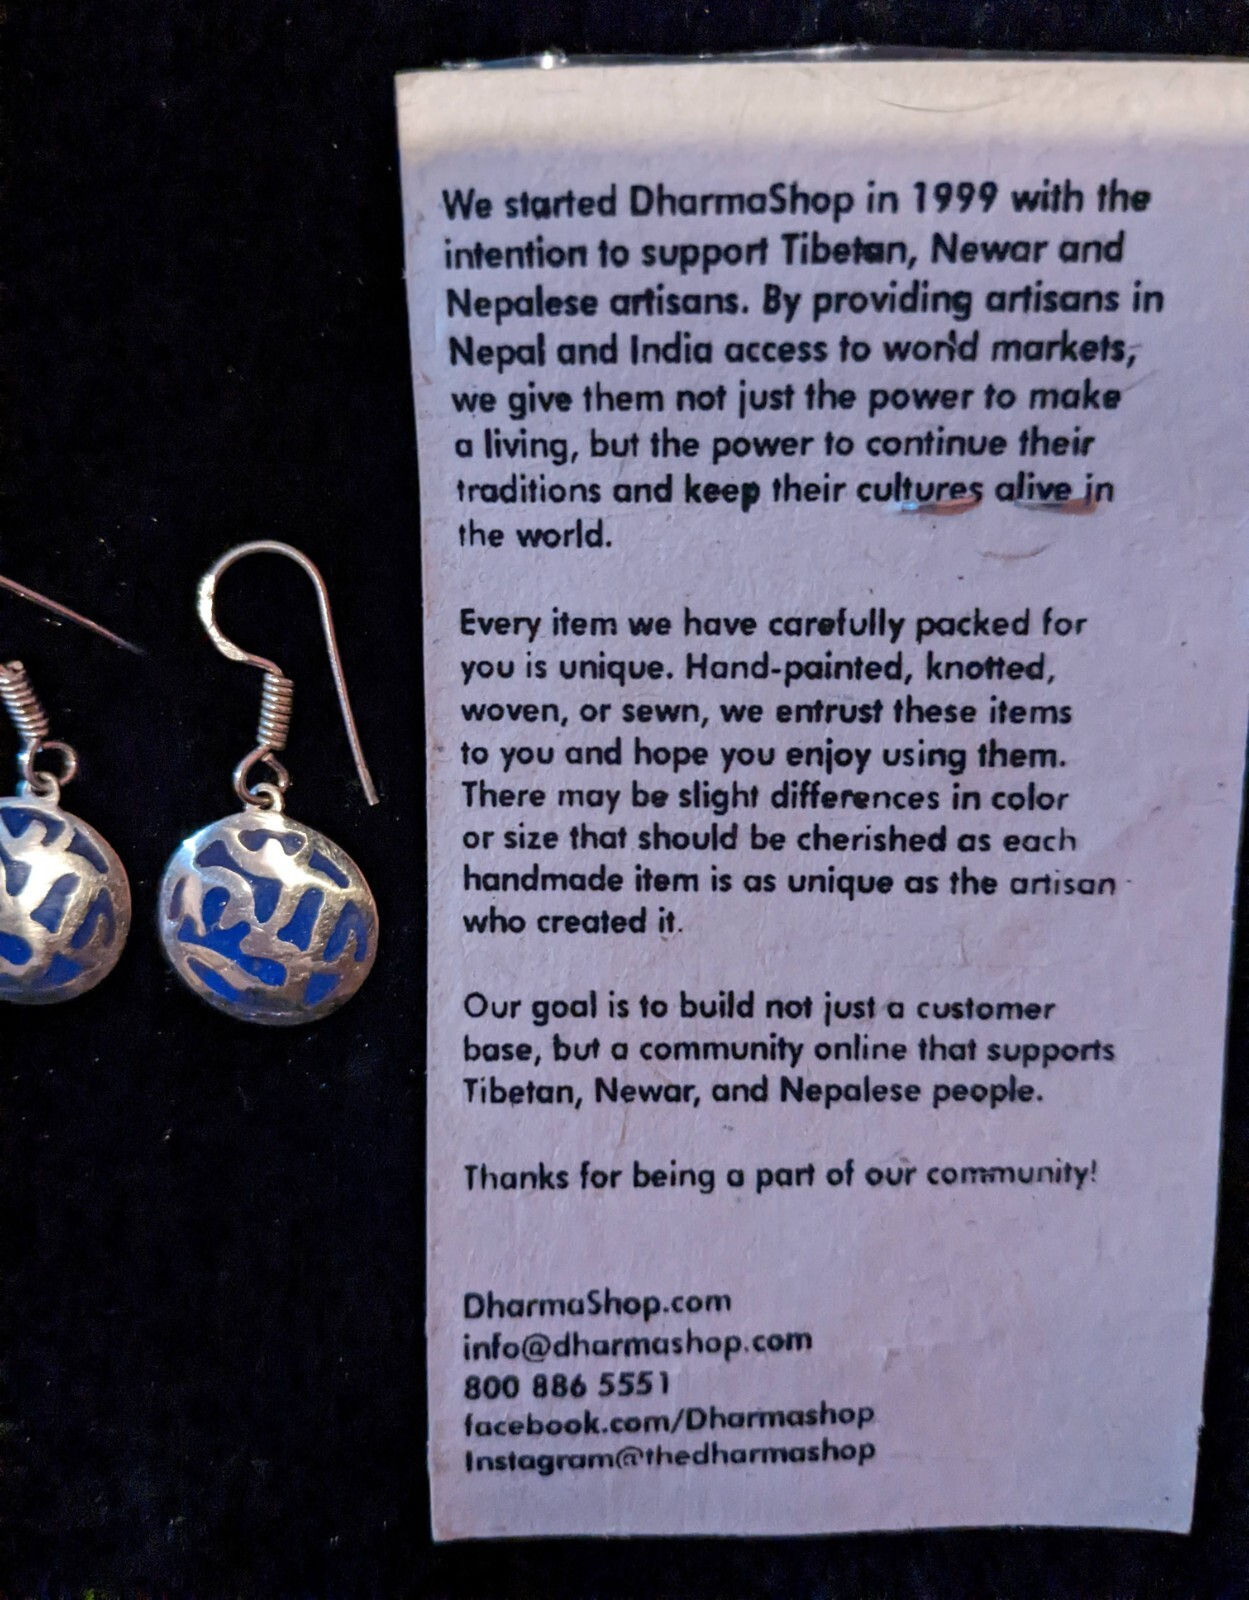 We started DharmaShop in 1999 with the
intention to support Tibetan, Newar and
Nepalese artisans. By providing artisans in
Nepal and India access to world markets,
we give them not just the power to make
a living, but the power to continue their
traditions and keep their cultures alive in
the world.
Every item we have carefully packed for
you is unique. Hand-painted, knotted,
woven, or sewn, we entrust these items
to you and hope you enjoy using them.
There may be slight differences in color
or size that should be cherished as each
handmade item is as unique as the artisan
who created it.
Our goal is to build not just a customer
base, but a community online that supports
Tibetan, Newar, and Nepalese people.
Thanks for being a part of our community!
DharmaShop.com
info@dharmashop.com
800 886 5551
facebook.com/Dharmashop
Instagram@thedharmashop